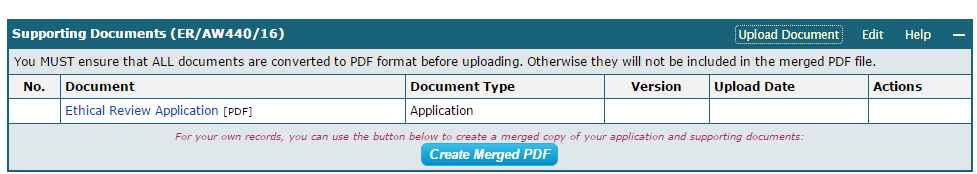 Supporting Documents (ER/AW440/16) Upload Document Edit Help
You MUST ensure that ALL documents are converted to PDF format before uploading. Otherwise they will not be included in the merged PDF file.
No. Document Document Type Version Upload Date Actions
Ethical Review Application [PDF] Application
For your own records, you can use the button below to create a merged copy of your application and supporting documents:
Create Merged PDF